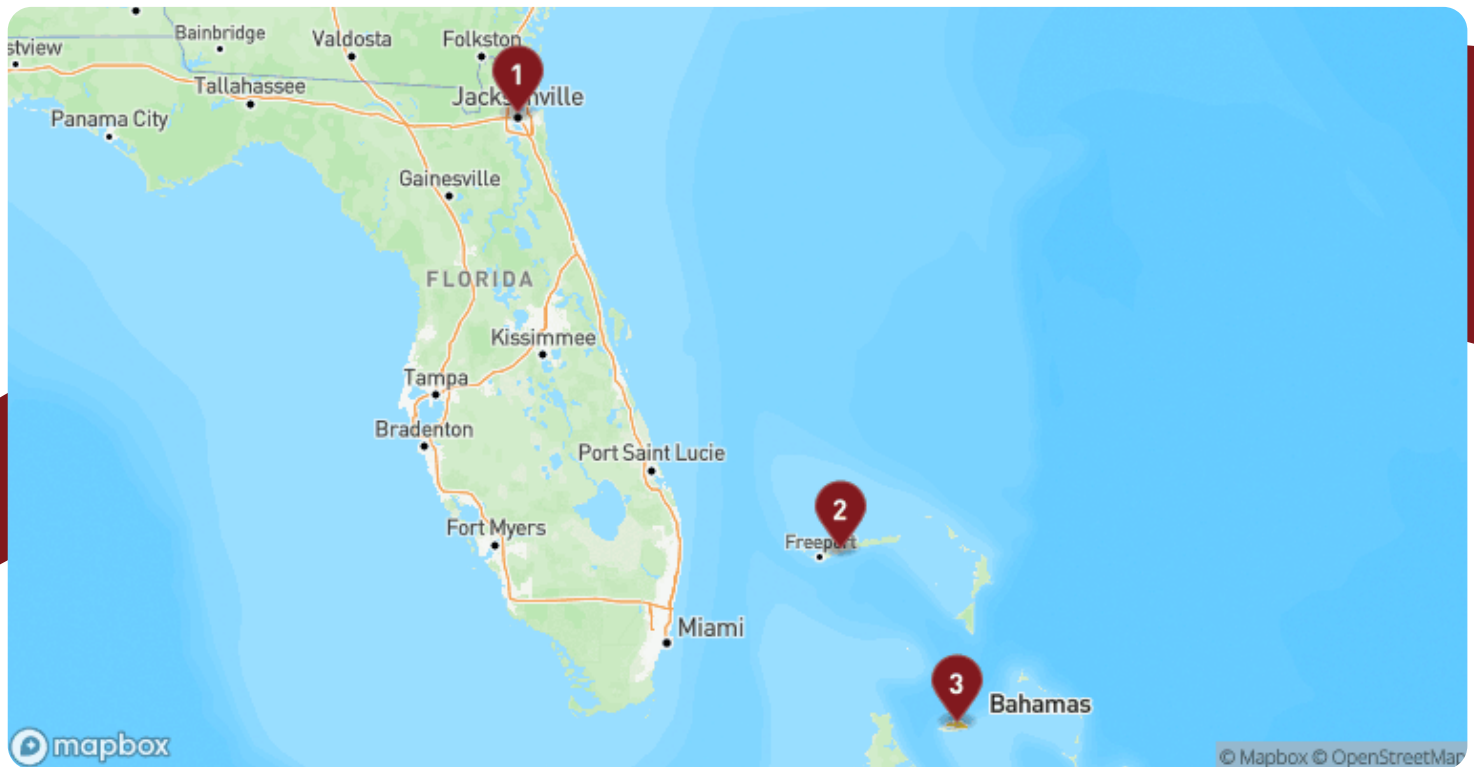 Bainbridge
Valdosta
Folkston
stview
1
Tallahassee
Jacksonville
Panama City
Gainesville
FLORIDA
Kissimmee
Tampa
Bradenton
Port Saint Lucie
2
Fort Myers
Freeport
Miami
3
Bahamas
mapbox
© Mapbox © OpenStreetMap